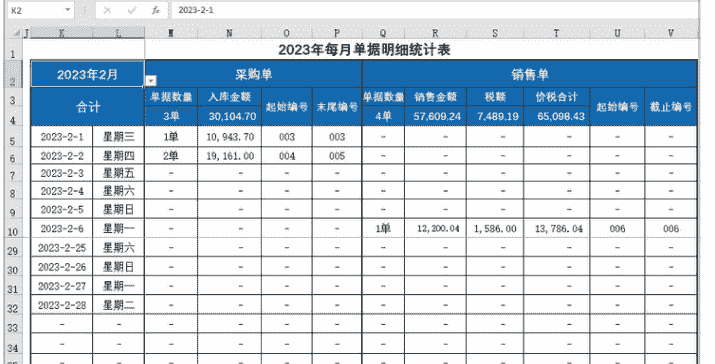 K2 fx 2023-2-1
J K L M N O P Q R S T U V
1 2023年每月单据明细统计表
2 2023年2月 采购单 销售单
3 合计 单据数量 入库金额 起始编号 末尾编号 单据数量 销售金额 税额 价税合计 起始编号 截止编号
4 3单 30,104.70 4单 57,609.24 7,489.19 65,098.43
5 2023-2-1 星期三 1单 10,943.70 003 003 - - - - - -
6 2023-2-2 星期四 2单 19,161.00 004 005 - - - - - -
7 2023-2-3 星期五 - - - - - - - - - -
8 2023-2-4 星期六 - - - - - - - - - -
9 2023-2-5 星期日 - - - - - - - - - -
10 2023-2-6 星期一 - - - - 1单 12,200.04 1,586.00 13,786.04 006 006
29 2023-2-25 星期六 - - - - - - - - - -
30 2023-2-26 星期日 - - - - - - - - - -
31 2023-2-27 星期一 - - - - - - - - - -
32 2023-2-28 星期二 - - - - - - - - - -
33 - - - - - - - - - - - -
34 - - - - - - - - - - - -